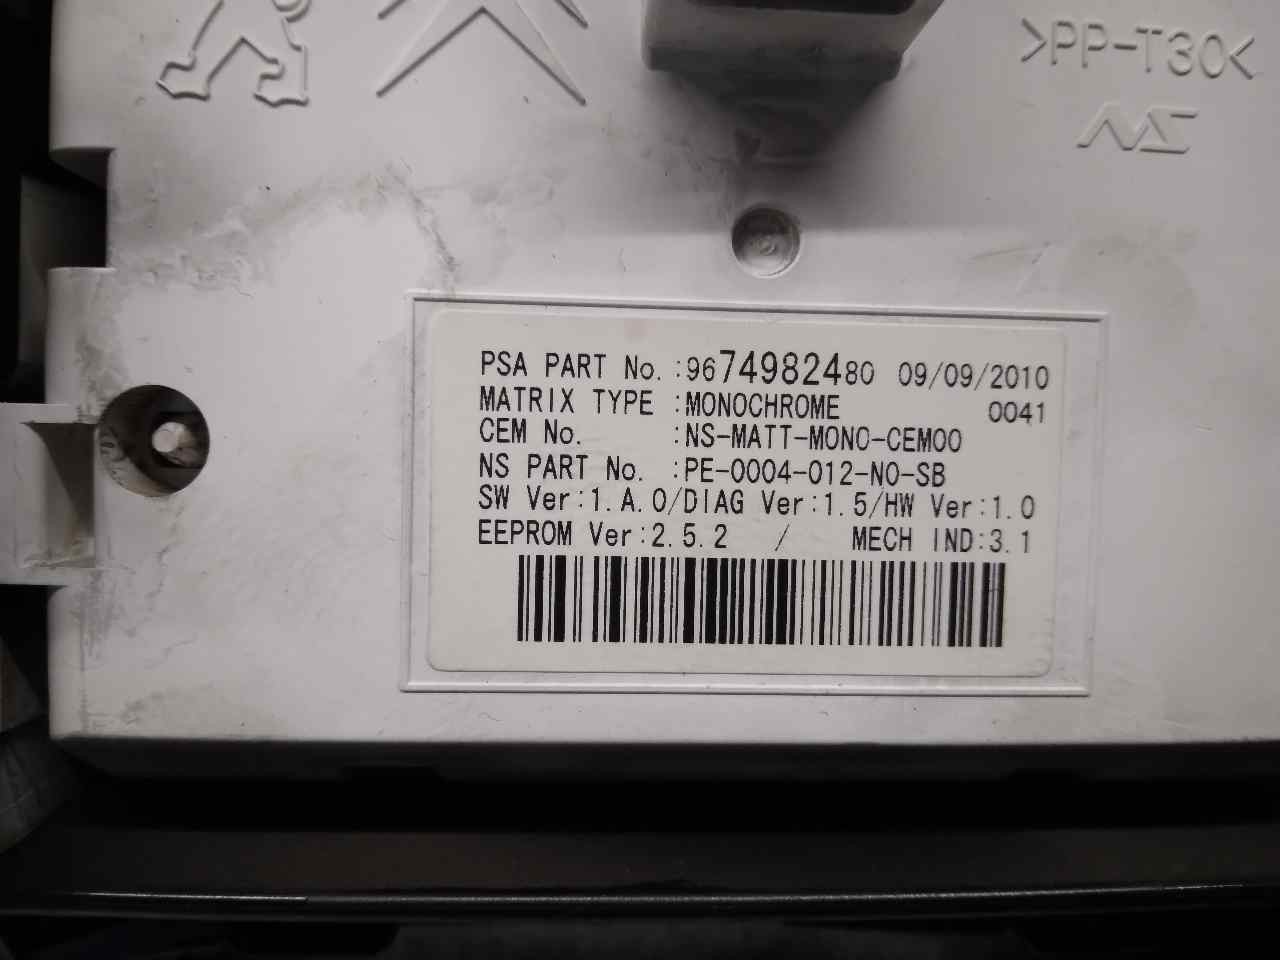 >PP-T30<
NS
PSA PART No. :9674982480 09/09/2010
MATRIX TYPE :MONOCHROME 0041
CEM No. :NS-MATT-MONO-CEM00
NS PART No. :PE-0004-012-N0-SB
SW Ver:1.A.0/DIAG Ver:1.5/HW Ver:1.0
EEPROM Ver:2.5.2 / MECH IND:3.1